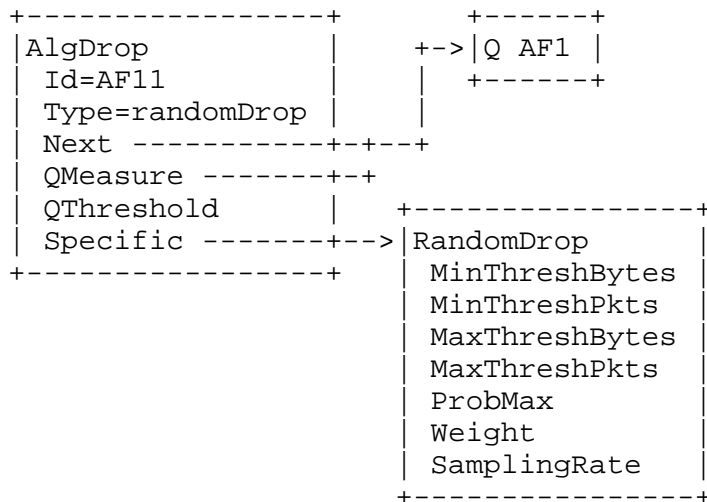 +-----------------+       +------+
|AlgDrop          |    +->|Q AF1 |
| Id=AF11         |    |  +------+
| Type=randomDrop |    |
| Next -----------+-+--+
| QMeasure -------+-+
| QThreshold      |   +-----------------+
| Specific -------+-->|RandomDrop       |
+-----------------+   | MinThreshBytes  |
                      | MinThreshPkts   |
                      | MaxThreshBytes  |
                      | MaxThreshPkts   |
                      | ProbMax         |
                      | Weight          |
                      | SamplingRate    |
                      +-----------------+